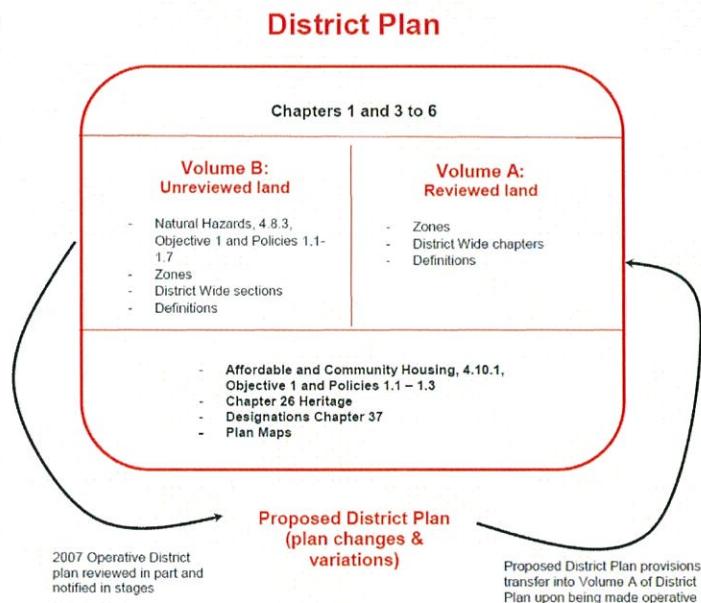 District Plan
Chapters 1 and 3 to 6
Volume B:
Unreviewed land
- Natural Hazards, 4.8.3,
Objective 1 and Policies 1.1-
1.7
- Zones
- District Wide sections
- Definitions
Volume A:
Reviewed land
- Zones
- District Wide chapters
- Definitions
- Affordable and Community Housing, 4.10.1,
Objective 1 and Policies 1.1 – 1.3
- Chapter 26 Heritage
- Designations Chapter 37
- Plan Maps
Proposed District Plan
(plan changes &
variations)
2007 Operative District
plan reviewed in part and
notified in stages
Proposed District Plan provisions
transfer into Volume A of District
Plan upon being made operative